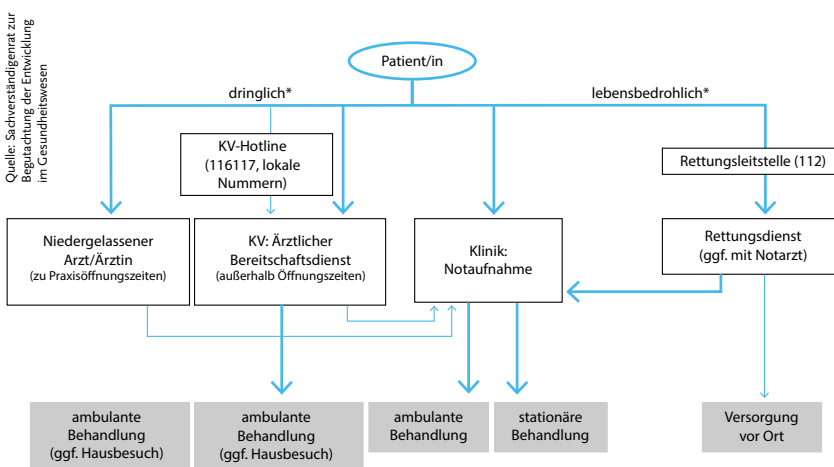 Quelle: Sachverständigenrat zur
Begutachtung der Entwicklung
im Gesundheitswesen
Patient/in
dringlich*
lebensbedrohlich*
KV-Hotline
(116117, lokale
Nummern)
Rettungsleitstelle (112)
Niedergelassener
Arzt/Ärztin
(zu Praxisöffnungszeiten)
KV: Ärztlicher
Bereitschaftsdienst
(außerhalb Öffnungszeiten)
Klinik:
Notaufnahme
Rettungsdienst
(ggf. mit Notarzt)
ambulante
Behandlung
(ggf. Hausbesuch)
ambulante
Behandlung
(ggf. Hausbesuch)
ambulante
Behandlung
stationäre
Behandlung
Versorgung
vor Ort